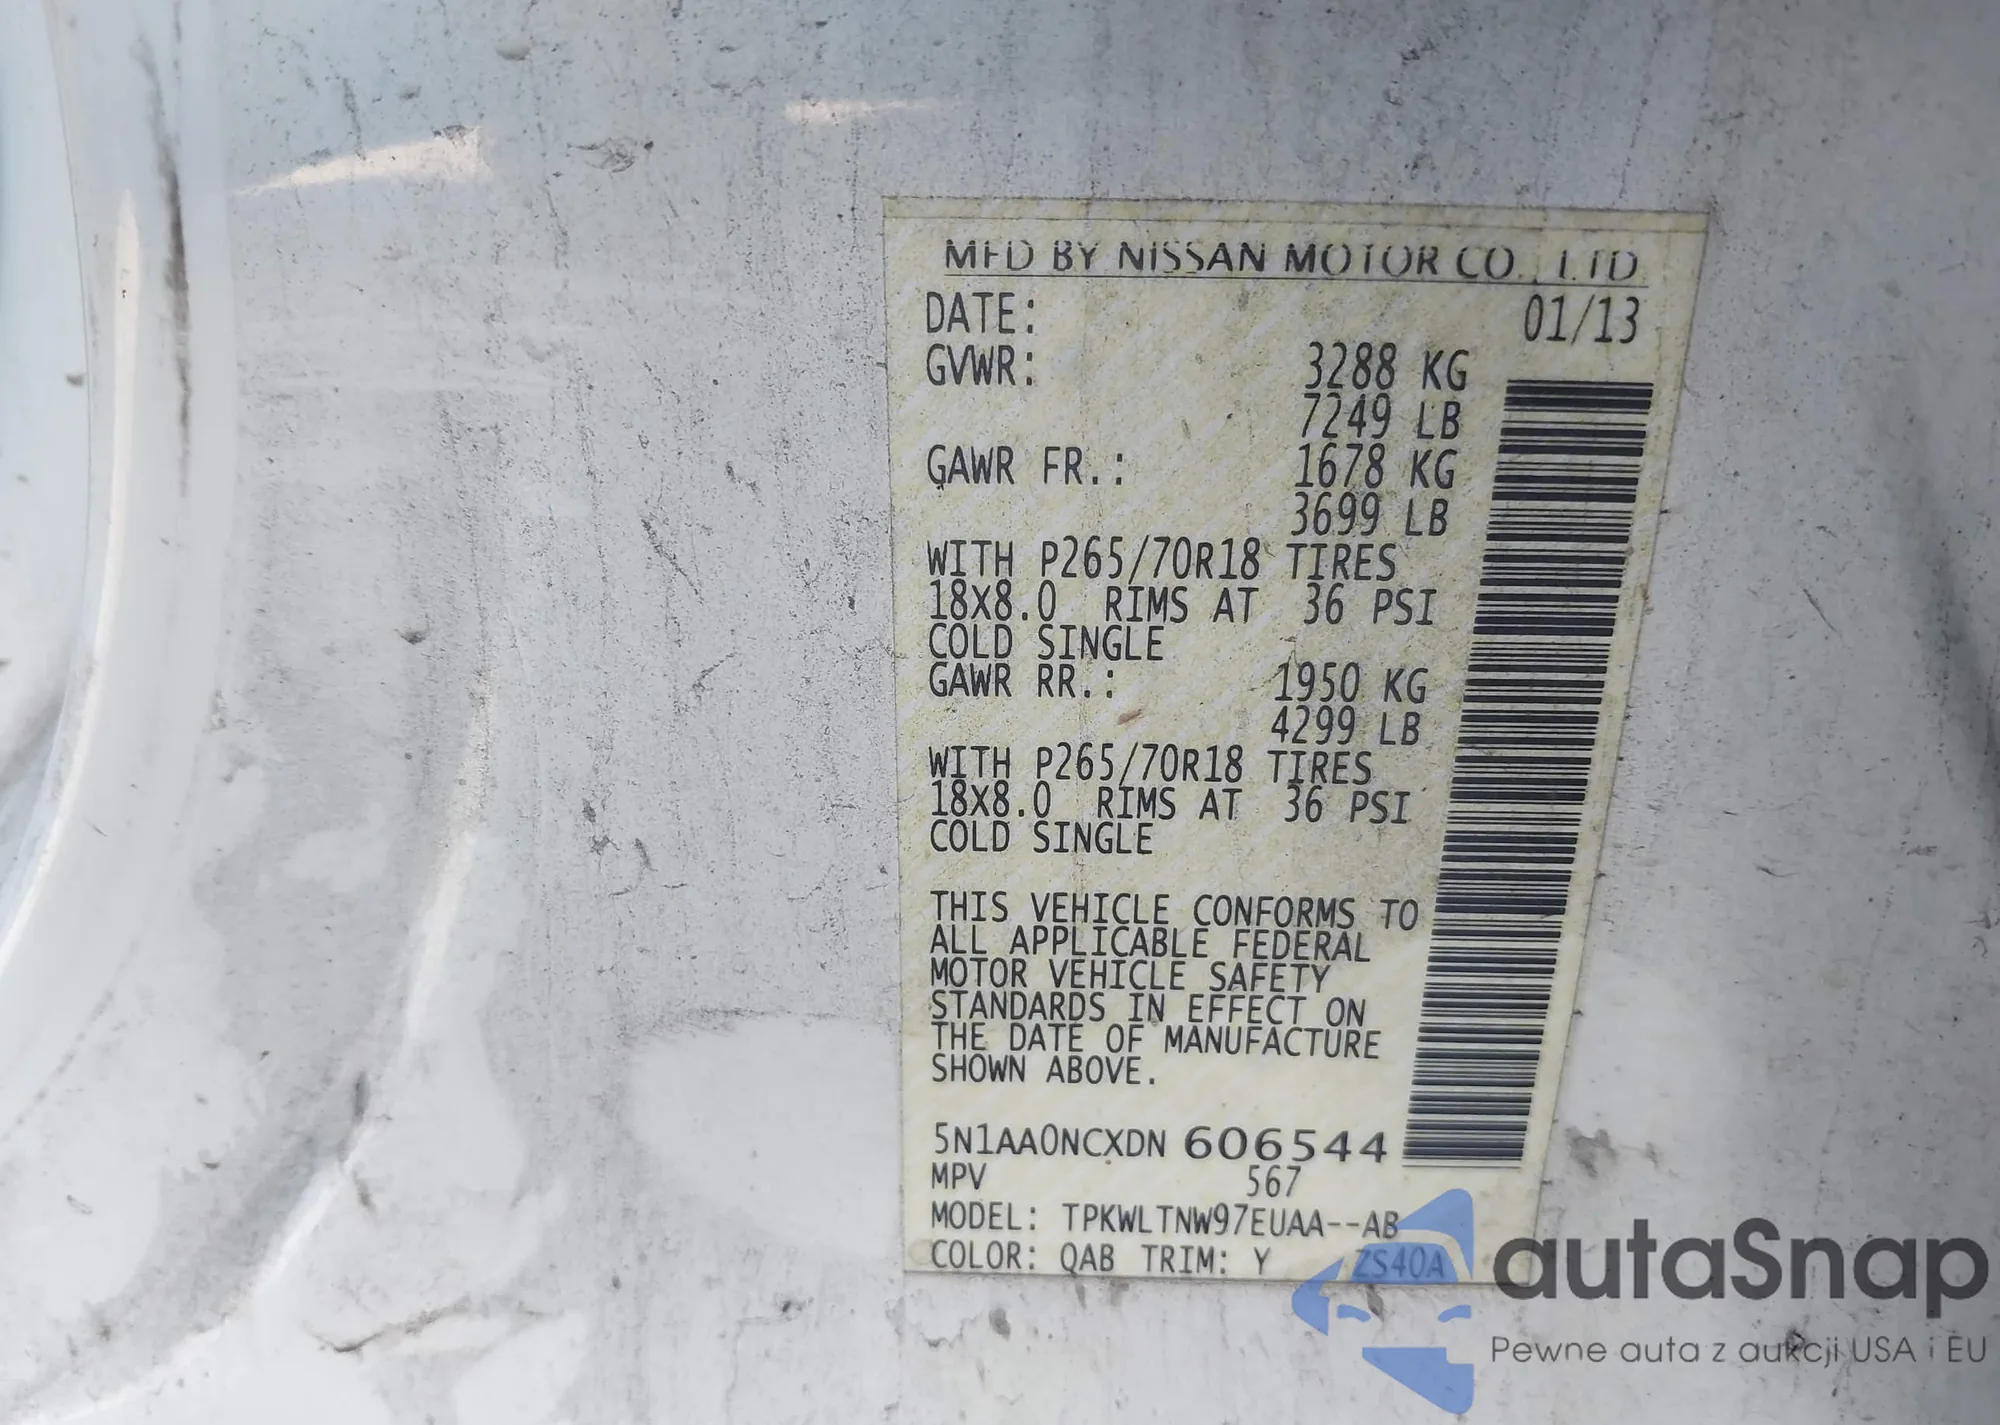 MFD BY NISSAN MOTOR CO., LTD.
DATE: 01/13
GVWR: 3288 KG
7249 LB
GAWR FR.: 1678 KG
3699 LB
WITH P265/70R18 TIRES
18X8.0 RIMS AT 36 PSI
COLD SINGLE
GAWR RR.: 1950 KG
4299 LB
WITH P265/70R18 TIRES
18X8.0 RIMS AT 36 PSI
COLD SINGLE
THIS VEHICLE CONFORMS TO
ALL APPLICABLE FEDERAL
MOTOR VEHICLE SAFETY
STANDARDS IN EFFECT ON
THE DATE OF MANUFACTURE
SHOWN ABOVE.
5N1AA0NCXDN 606544
MPV 567
MODEL: TPKWLTNW97EUAA--AB
COLOR: QAB TRIM: Y ZS40A
autaSnap
Pewne auta z aukcji USA i EU